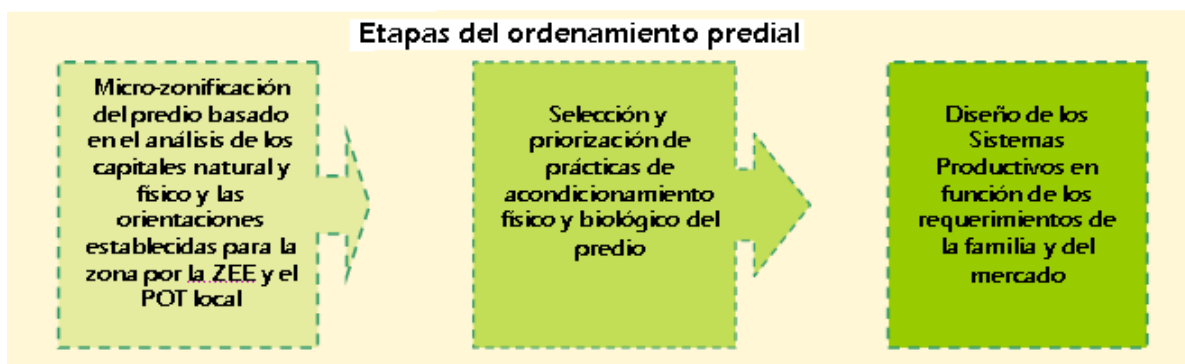 Etapas del ordenamiento predial
Micro-zonificación
del predio basado
en el análisis de los
capitales natural y
físico y las
orientaciones
establecidas para la
zona por la ZEE y el
POT local
Selección y
priorización de
prácticas de
acondicionamiento
físico y biológico del
predio
Diseño de los
Sistemas
Productivos en
función de los
requerimientos de
la familia y del
mercado